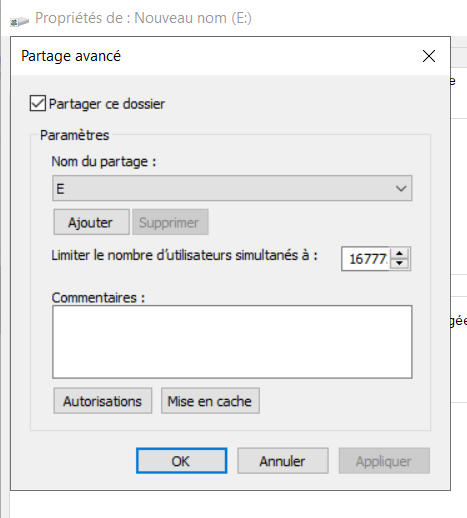 Propriétés de : Nouveau nom (E:)
Partage avancé
Partager ce dossier
Paramètres
Nom du partage :
E
Ajouter
Supprimer
Limiter le nombre d'utilisateurs simultanés à :
16777
Commentaires :
Autorisations
Mise en cache
OK
Annuler
Appliquer